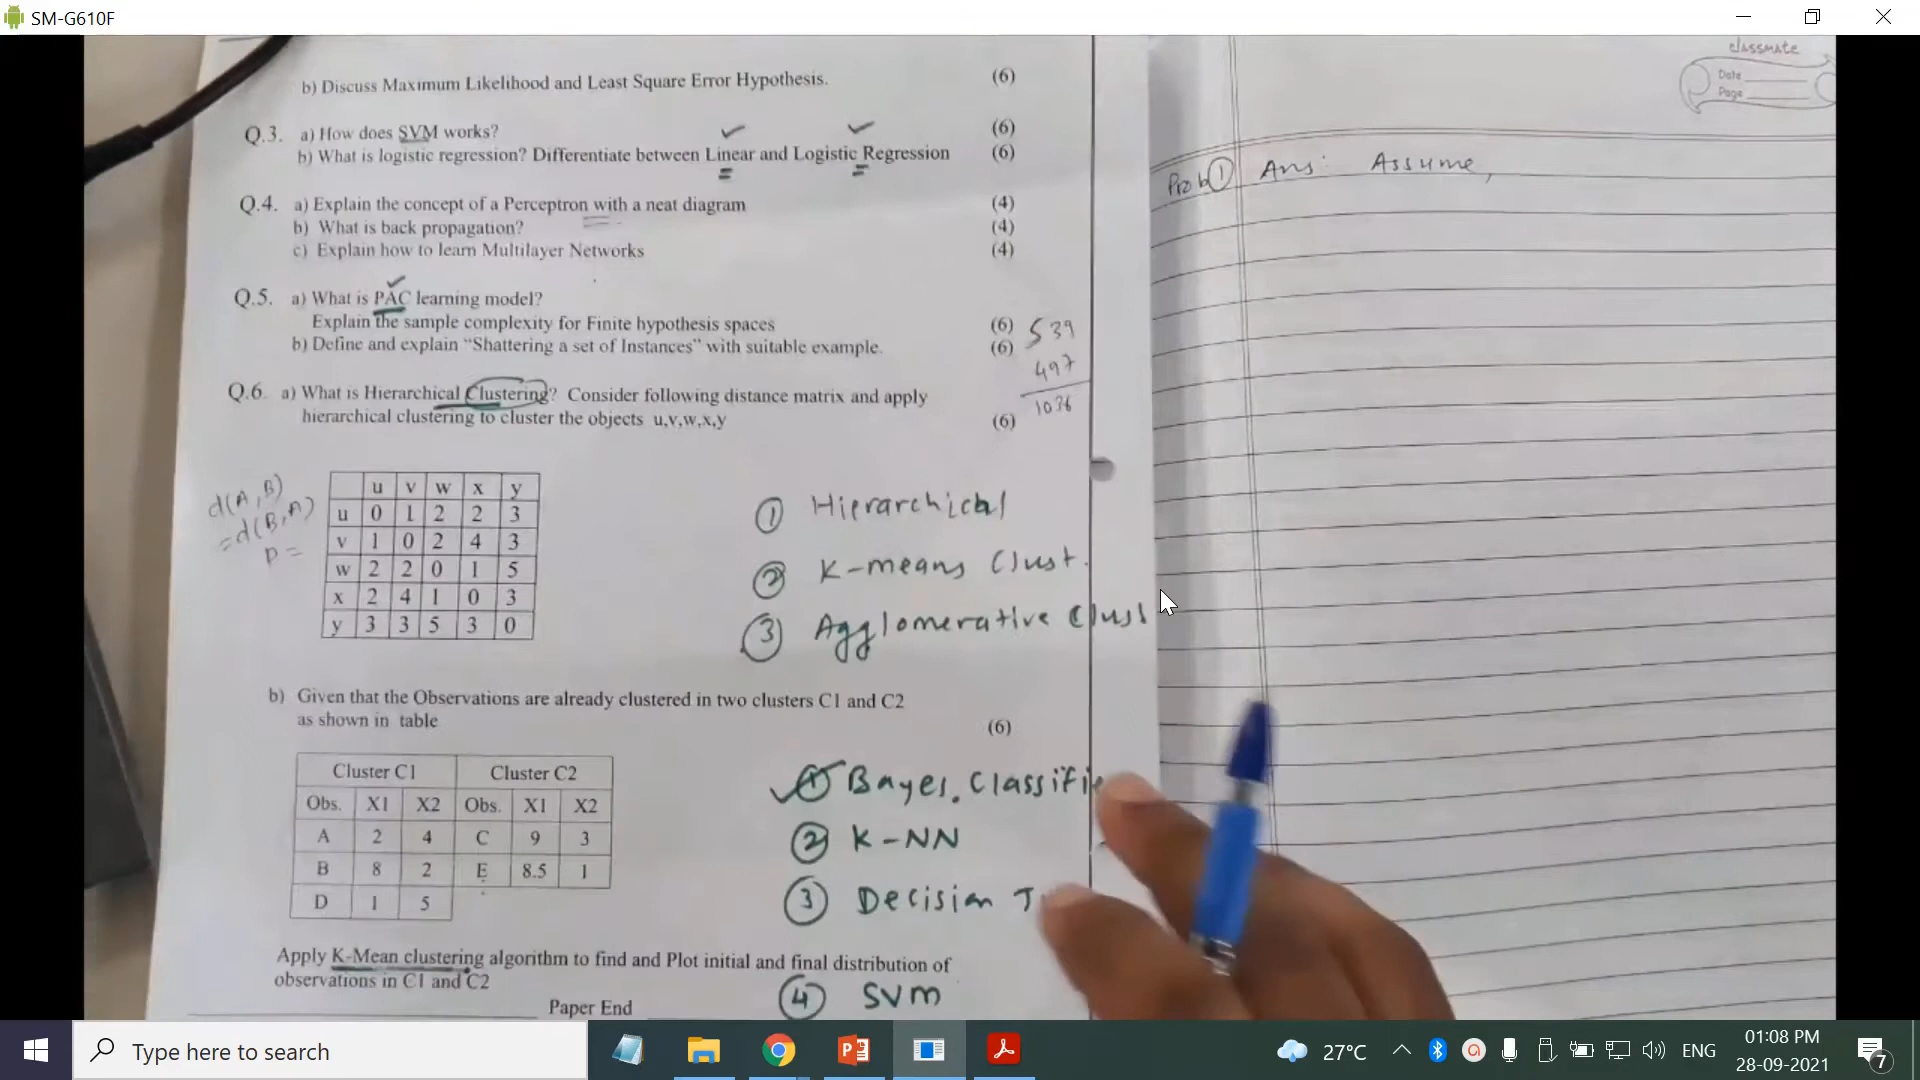 SM-G610F
b) Discuss Maximum Likelihood and Least Square Error Hypothesis. (6)
Q.3. a) How does SVM works? (6)
b) What is logistic regression? Differentiate between Linear and Logistic Regression (6)
Q.4. a) Explain the concept of a Perceptron with a neat diagram (4)
b) What is back propagation? (4)
c) Explain how to learn Multilayer Networks (4)
Q.5. a) What is PAC learning model?
Explain the sample complexity for Finite hypothesis spaces (6)
b) Define and explain “Shattering a set of Instances” with suitable example. (6)
539
497
1036
Q.6. a) What is Hierarchical Clustering? Consider following distance matrix and apply
hierarchical clustering to cluster the objects u,v,w,x,y (6)
d(A,B)
=d(B,A)
D=
u v w x y
u 0 1 2 2 3
v 1 0 2 4 3
w 2 2 0 1 5
x 2 4 1 0 3
y 3 3 5 3 0
① Hierarchical
② K-means Clust.
③ Agglomerative Clust
b) Given that the Observations are already clustered in two clusters C1 and C2
as shown in table (6)
Cluster C1 Cluster C2
Obs. X1 X2 Obs. X1 X2
A 2 4 C 9 3
B 8 2 E 8.5 1
D 1 5
① Bayes. Classifie
② K-NN
③ Decision T
Apply K-Mean clustering algorithm to find and Plot initial and final distribution of
observations in C1 and C2
④ SVM
Paper End
classmate
Date
Page
Prob ① Ans: Assume,
Type here to search
27°C
ENG
01:08 PM
28-09-2021
7